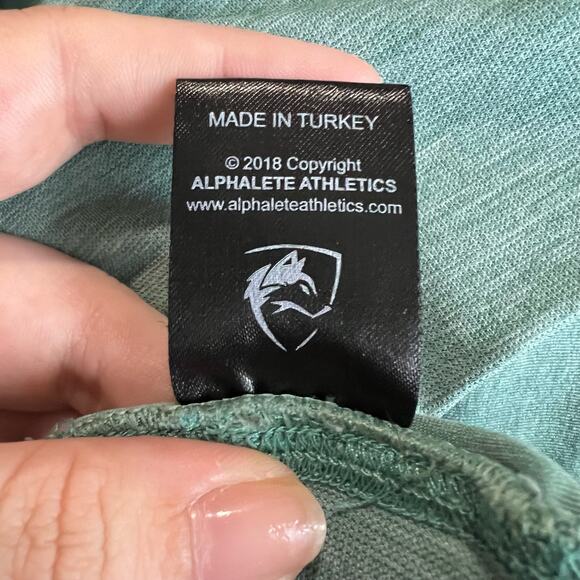 MADE IN TURKEY
© 2018 Copyright
ALPHALETE ATHLETICS
www.alphaleteathletics.com